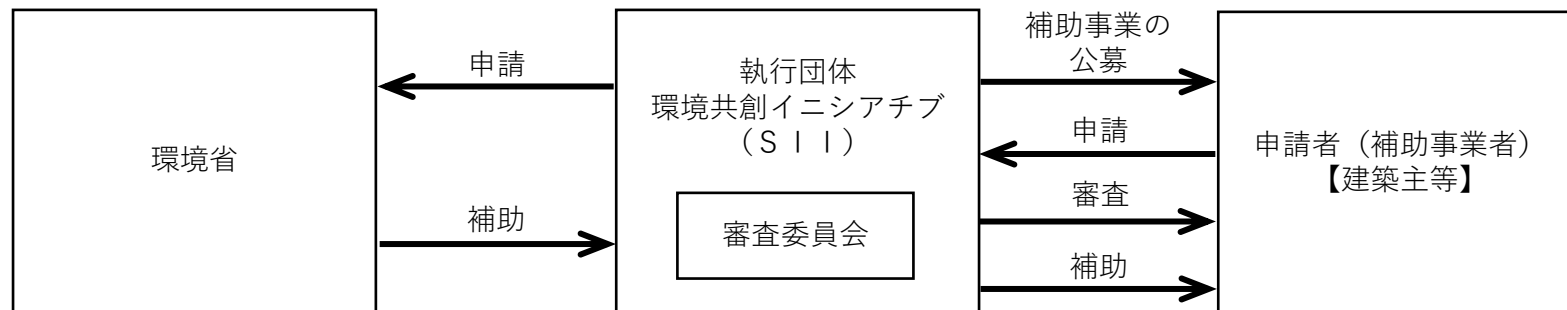 環境省
申請
補助
執行団体
環境共創イニシアチブ
（ＳＩＩ）
審査委員会
補助事業の
公募
申請
審査
補助
申請者（補助事業者）
【建築主等】